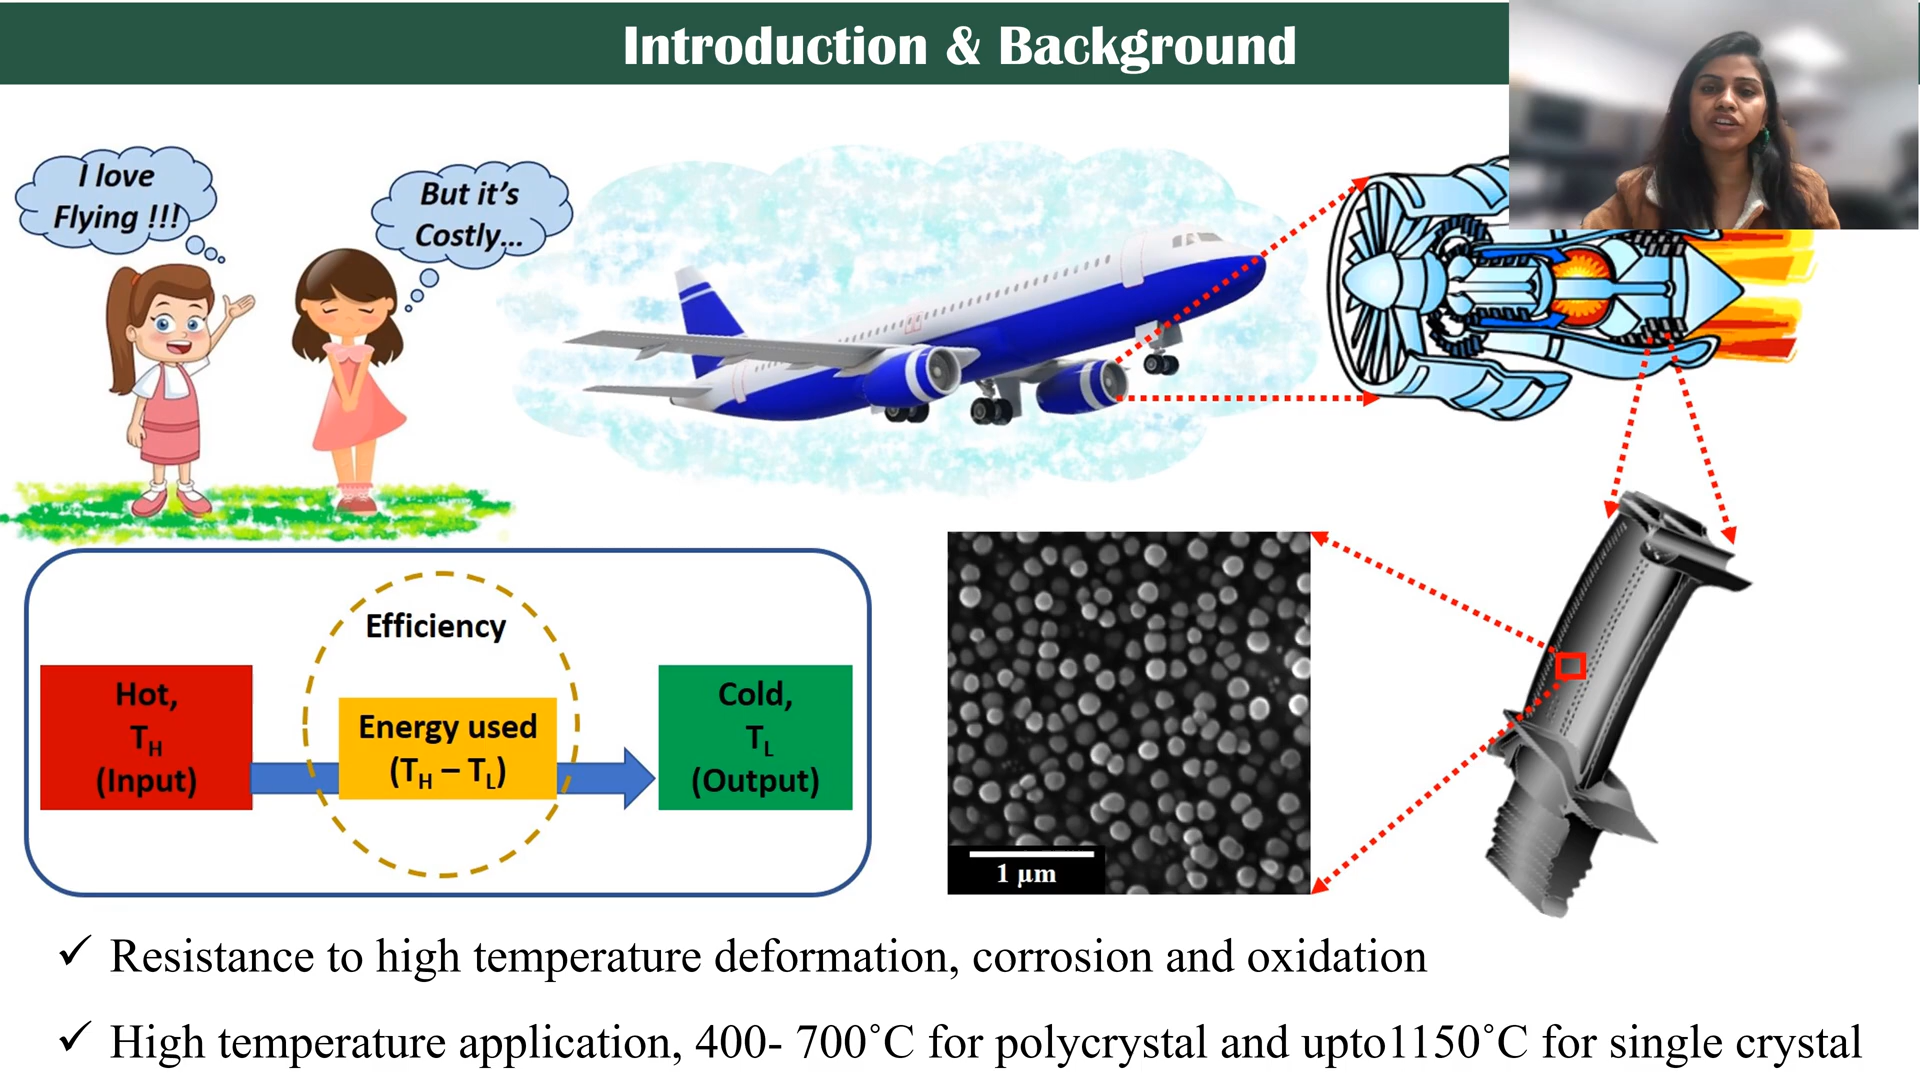 Introduction & Background
I love
Flying !!!
But it's
Costly...
Efficiency
Hot,
TH
(Input)
Energy used
(TH – TL)
Cold,
TL
(Output)
1 µm
✓ Resistance to high temperature deformation, corrosion and oxidation
✓ High temperature application, 400- 700˚C for polycrystal and upto1150˚C for single crystal